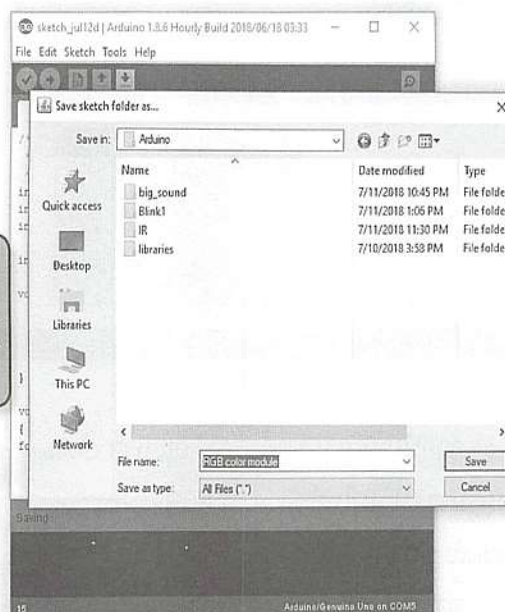 sketch_jul12d | Arduino 1.8.6 Hourly Build 2018/06/18 03:33
File Edit Sketch Tools Help
Save sketch folder as...
Save in: Arduino
Name Date modified Type
big_sound 7/11/2018 10:45 PM File folde
Blink1 7/11/2018 1:06 PM File folde
IR 7/11/2018 11:30 PM File folde
libraries 7/10/2018 3:58 PM File folde
Quick access
Desktop
Libraries
This PC
Network
File name: RGB color module Save
Save as type: All Files (*.*) Cancel
Saving...
15 Arduino/Genuino Uno on COM5